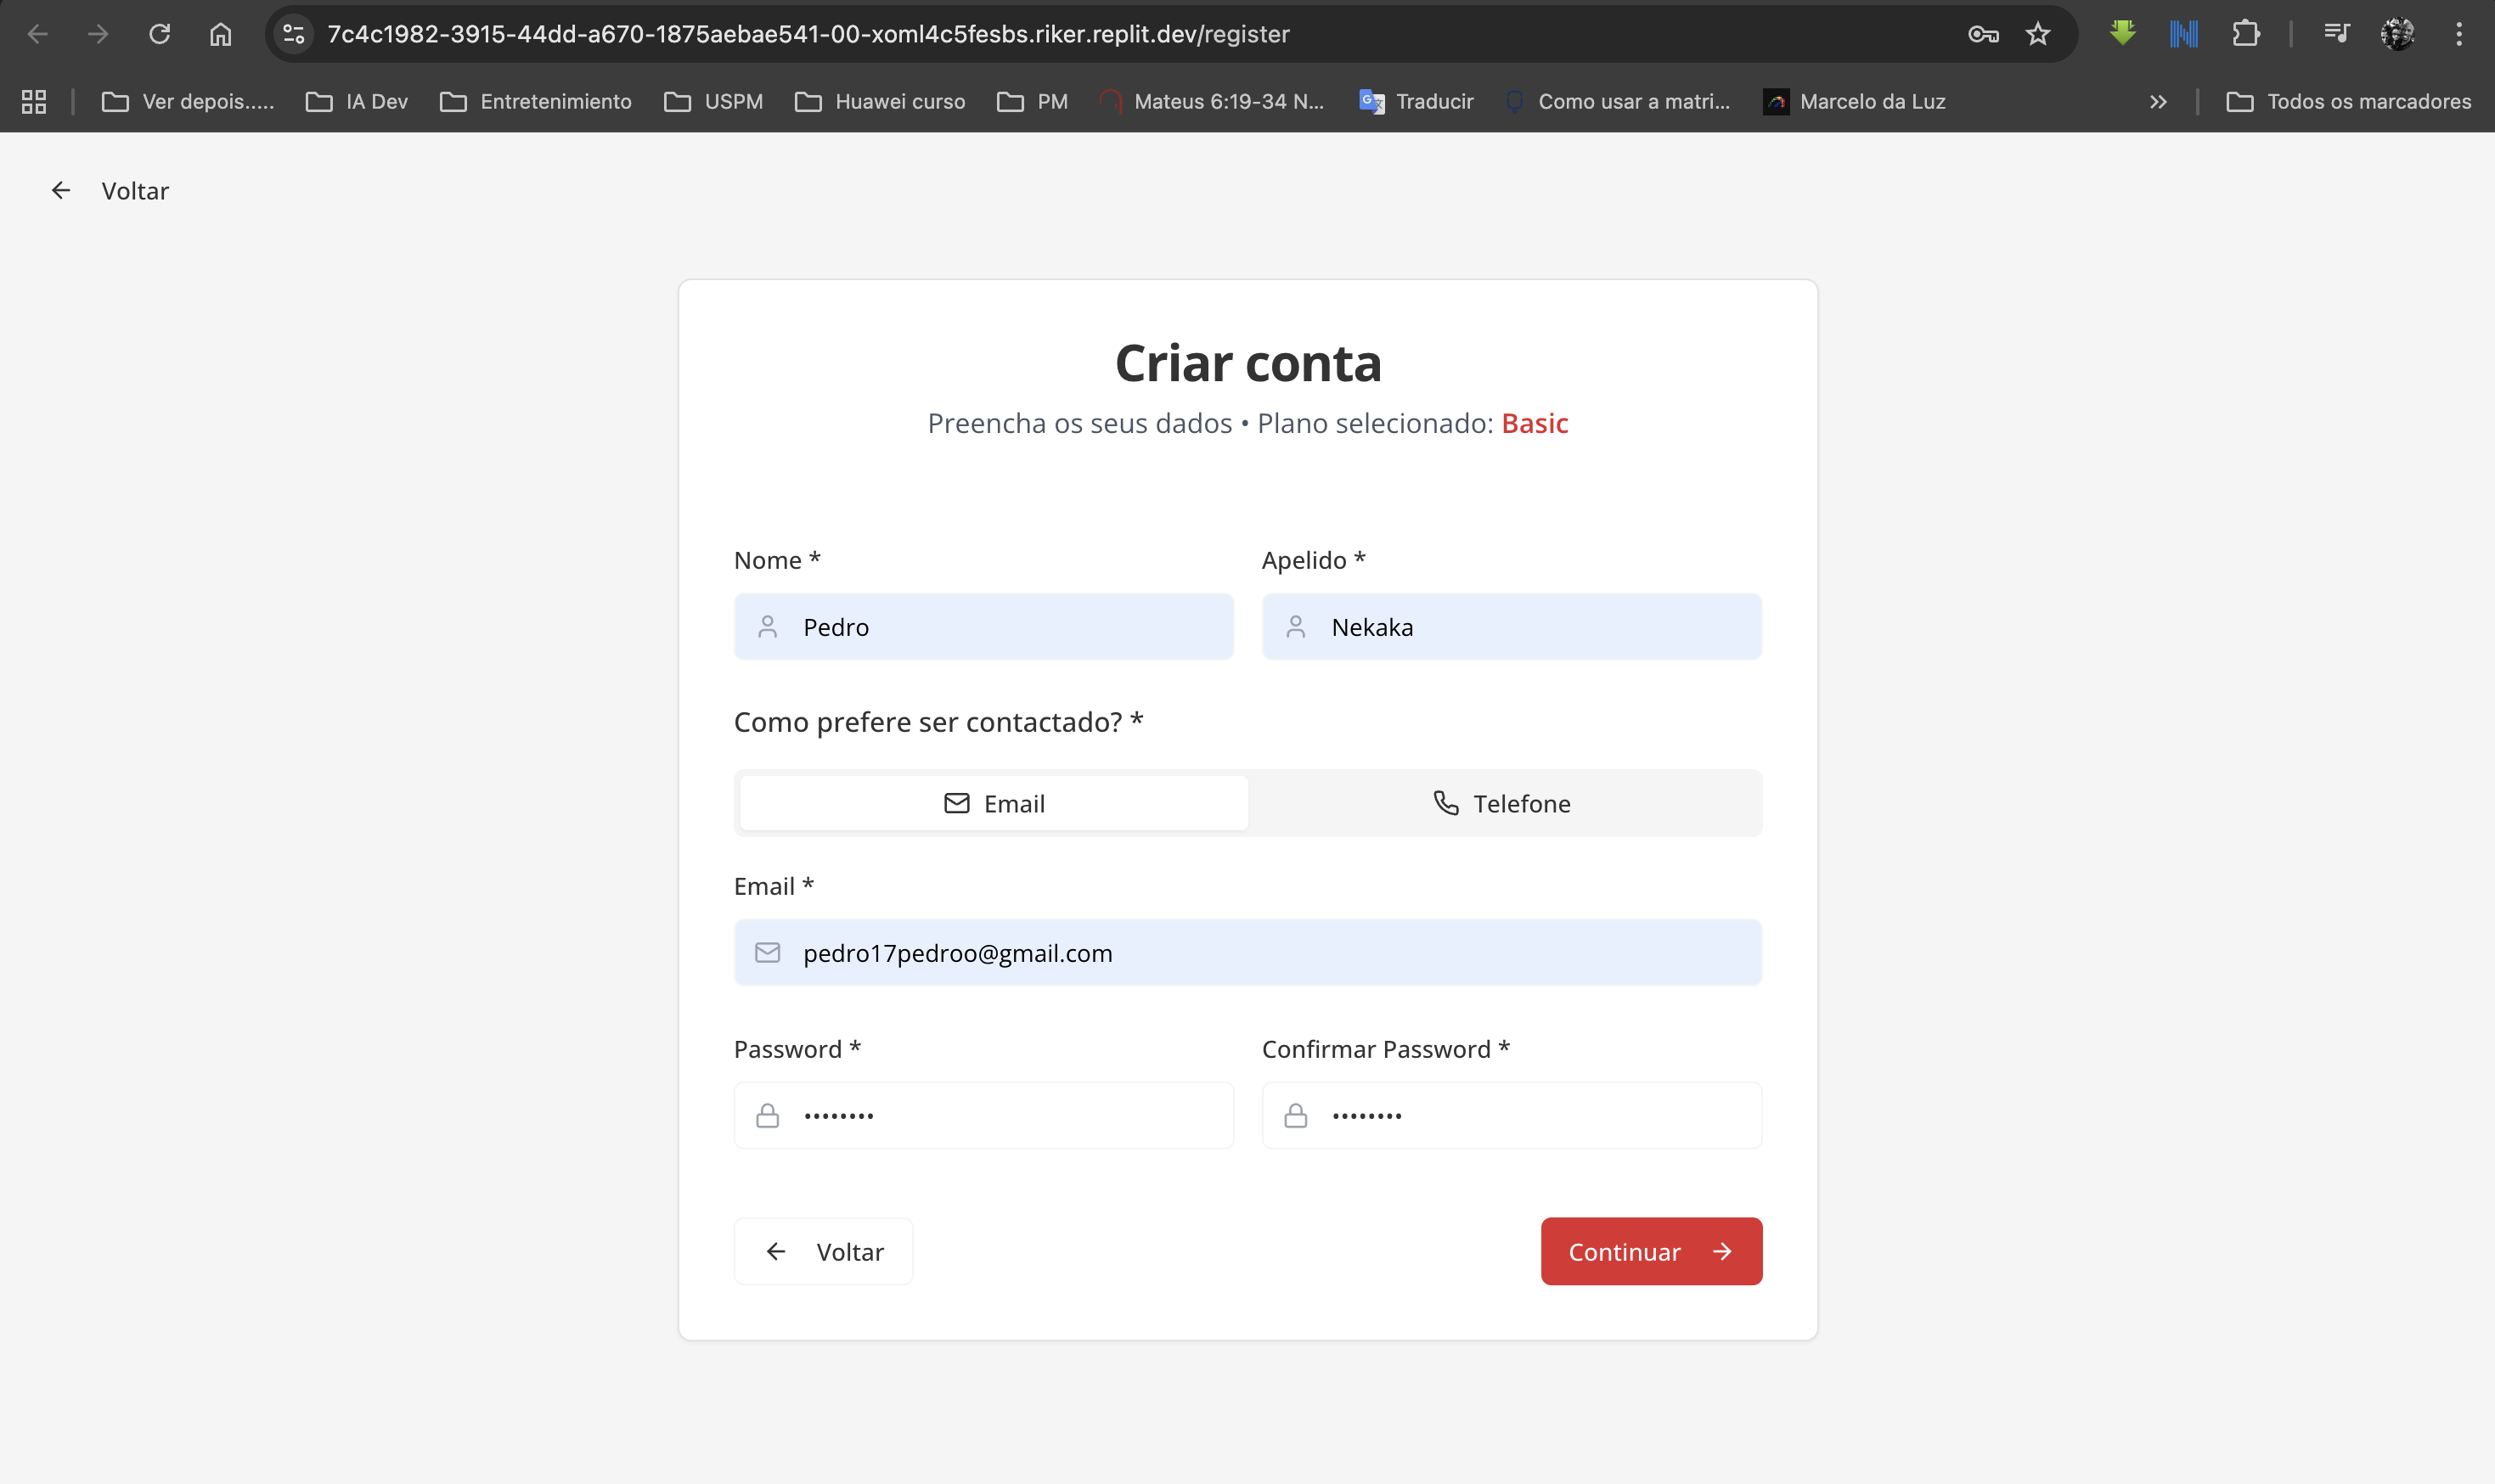 7c4c1982-3915-44dd-a670-1875aebae541-00-xoml4c5fesbs.riker.replit.dev/register
Ver depois..... IA Dev Entretenimiento USPM Huawei curso PM Mateus 6:19-34 N... Traducir Como usar a matri... Marcelo da Luz Todos os marcadores
Voltar
Criar conta
Preencha os seus dados • Plano selecionado: Basic
Nome * Apelido *
Pedro Nekaka
Como prefere ser contactado? *
Email Telefone
Email *
pedro17pedroo@gmail.com
Password * Confirmar Password *
•••••••• ••••••••
Voltar Continuar